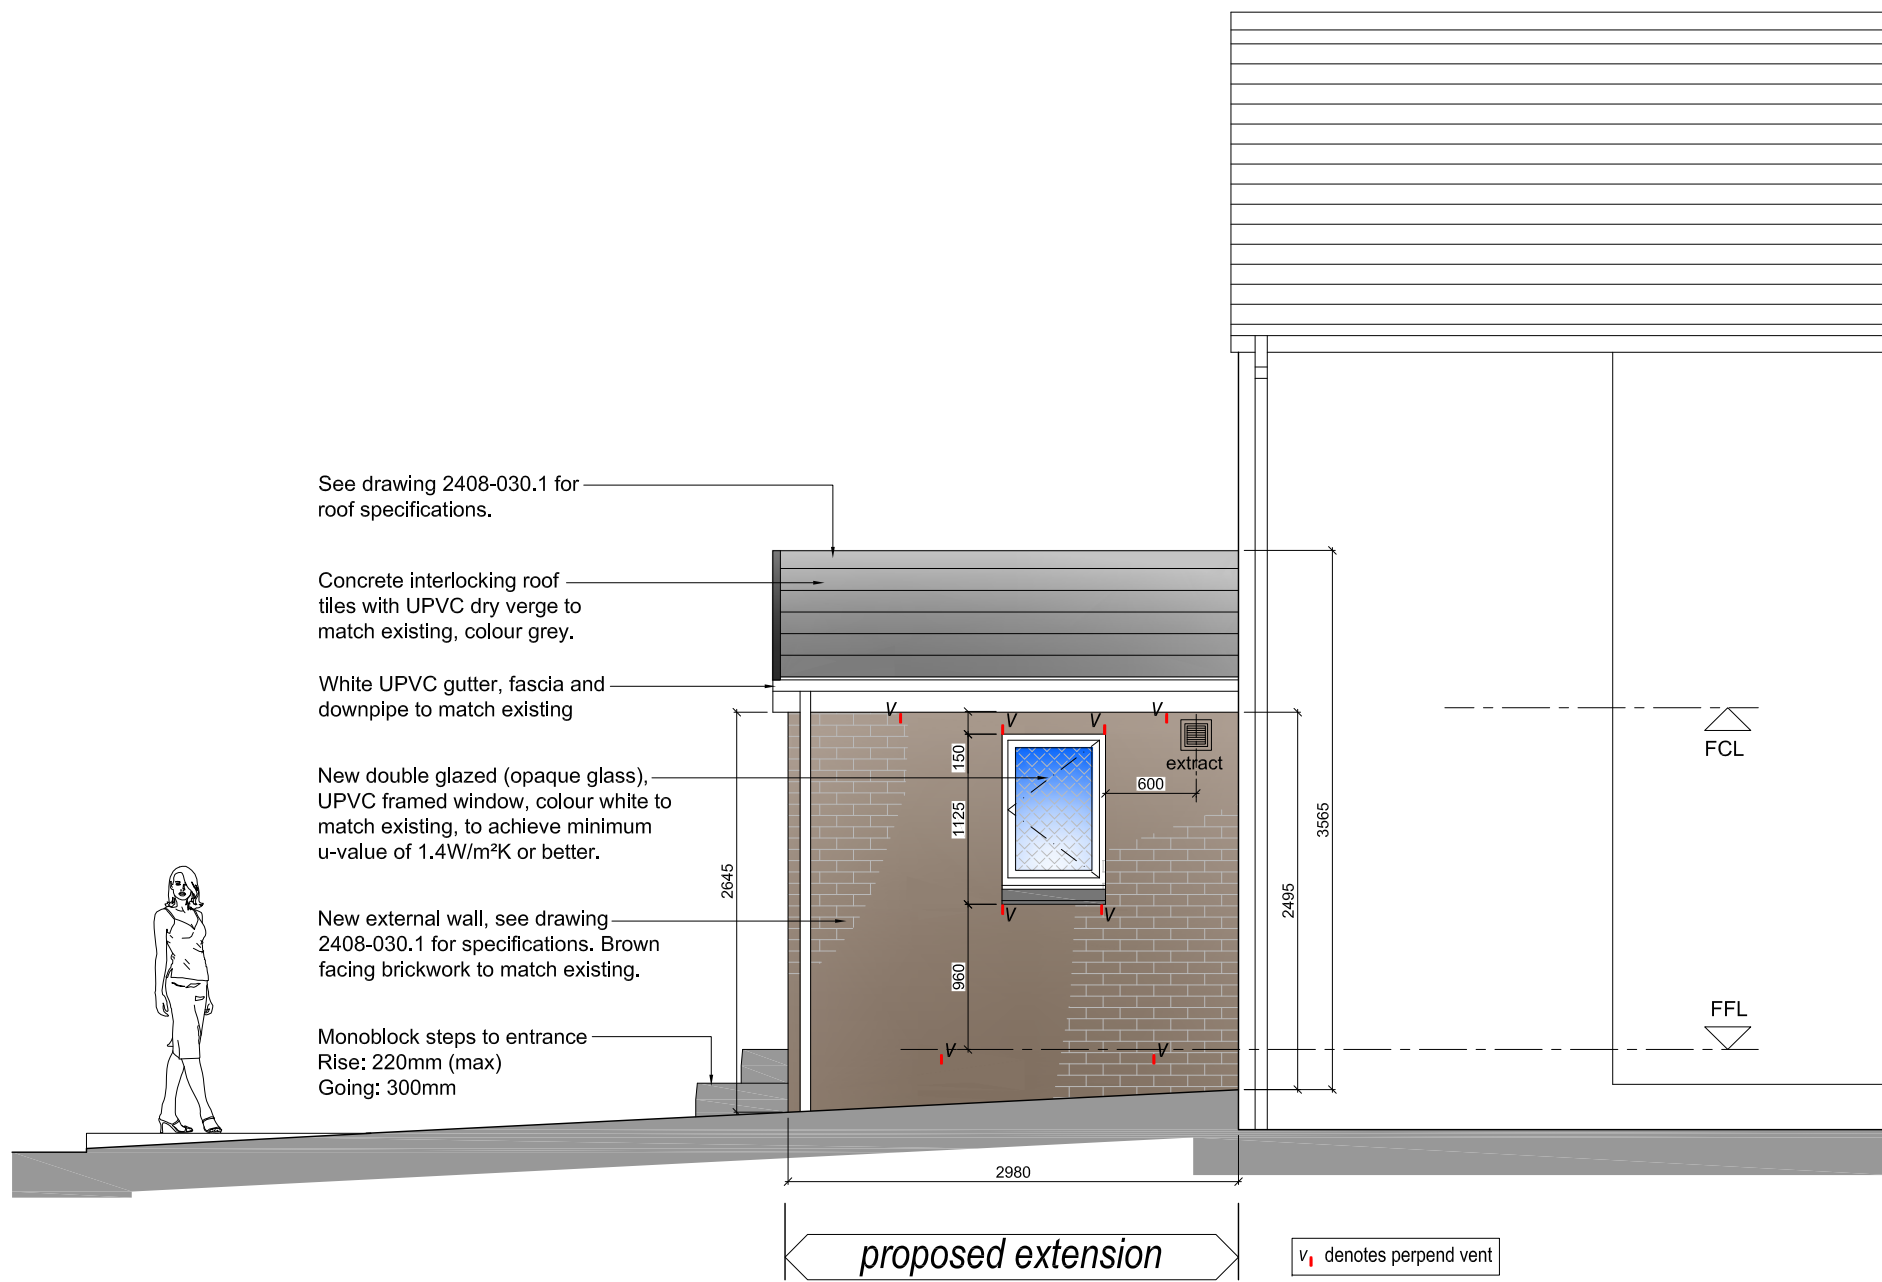 See drawing 2408-030.1 for
roof specifications.
Concrete interlocking roof
tiles with UPVC dry verge to
match existing, colour grey.
White UPVC gutter, fascia and
downpipe to match existing
New double glazed (opaque glass),
UPVC framed window, colour white to
match existing, to achieve minimum
u-value of 1.4W/m²K or better.
New external wall, see drawing
2408-030.1 for specifications. Brown
facing brickwork to match existing.
Monoblock steps to entrance
Rise: 220mm (max)
Going: 300mm
2645
V
V
V
V
150
1125
960
extract
600
V
V
V
V
2495
3565
FCL
FFL
2980
proposed extension
V denotes perpend vent